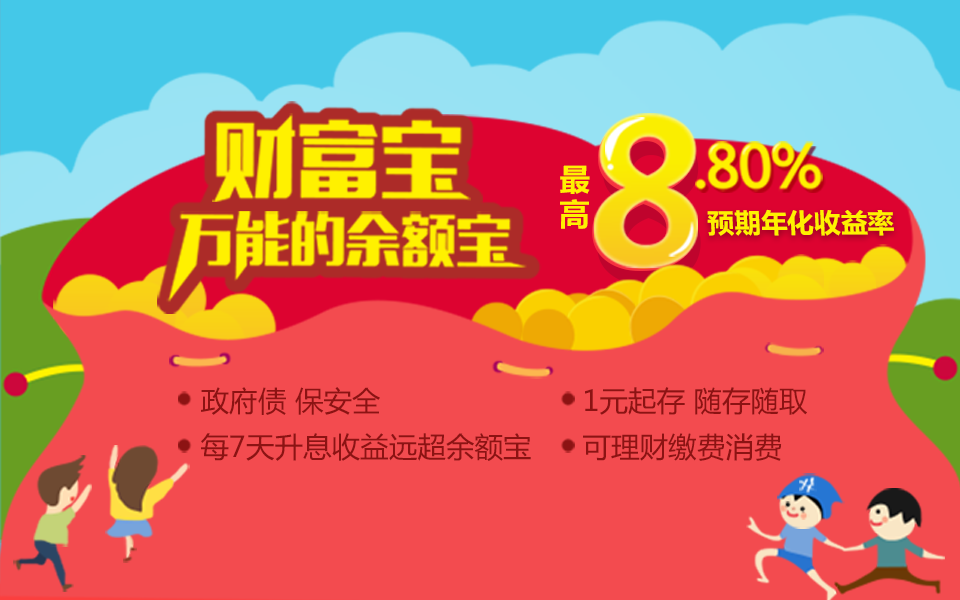 财富宝
万能的余额宝
最高
8.80%
预期年化收益率
政府债 保安全
1元起存 随存随取
每7天升息收益远超余额宝
可理财缴费消费